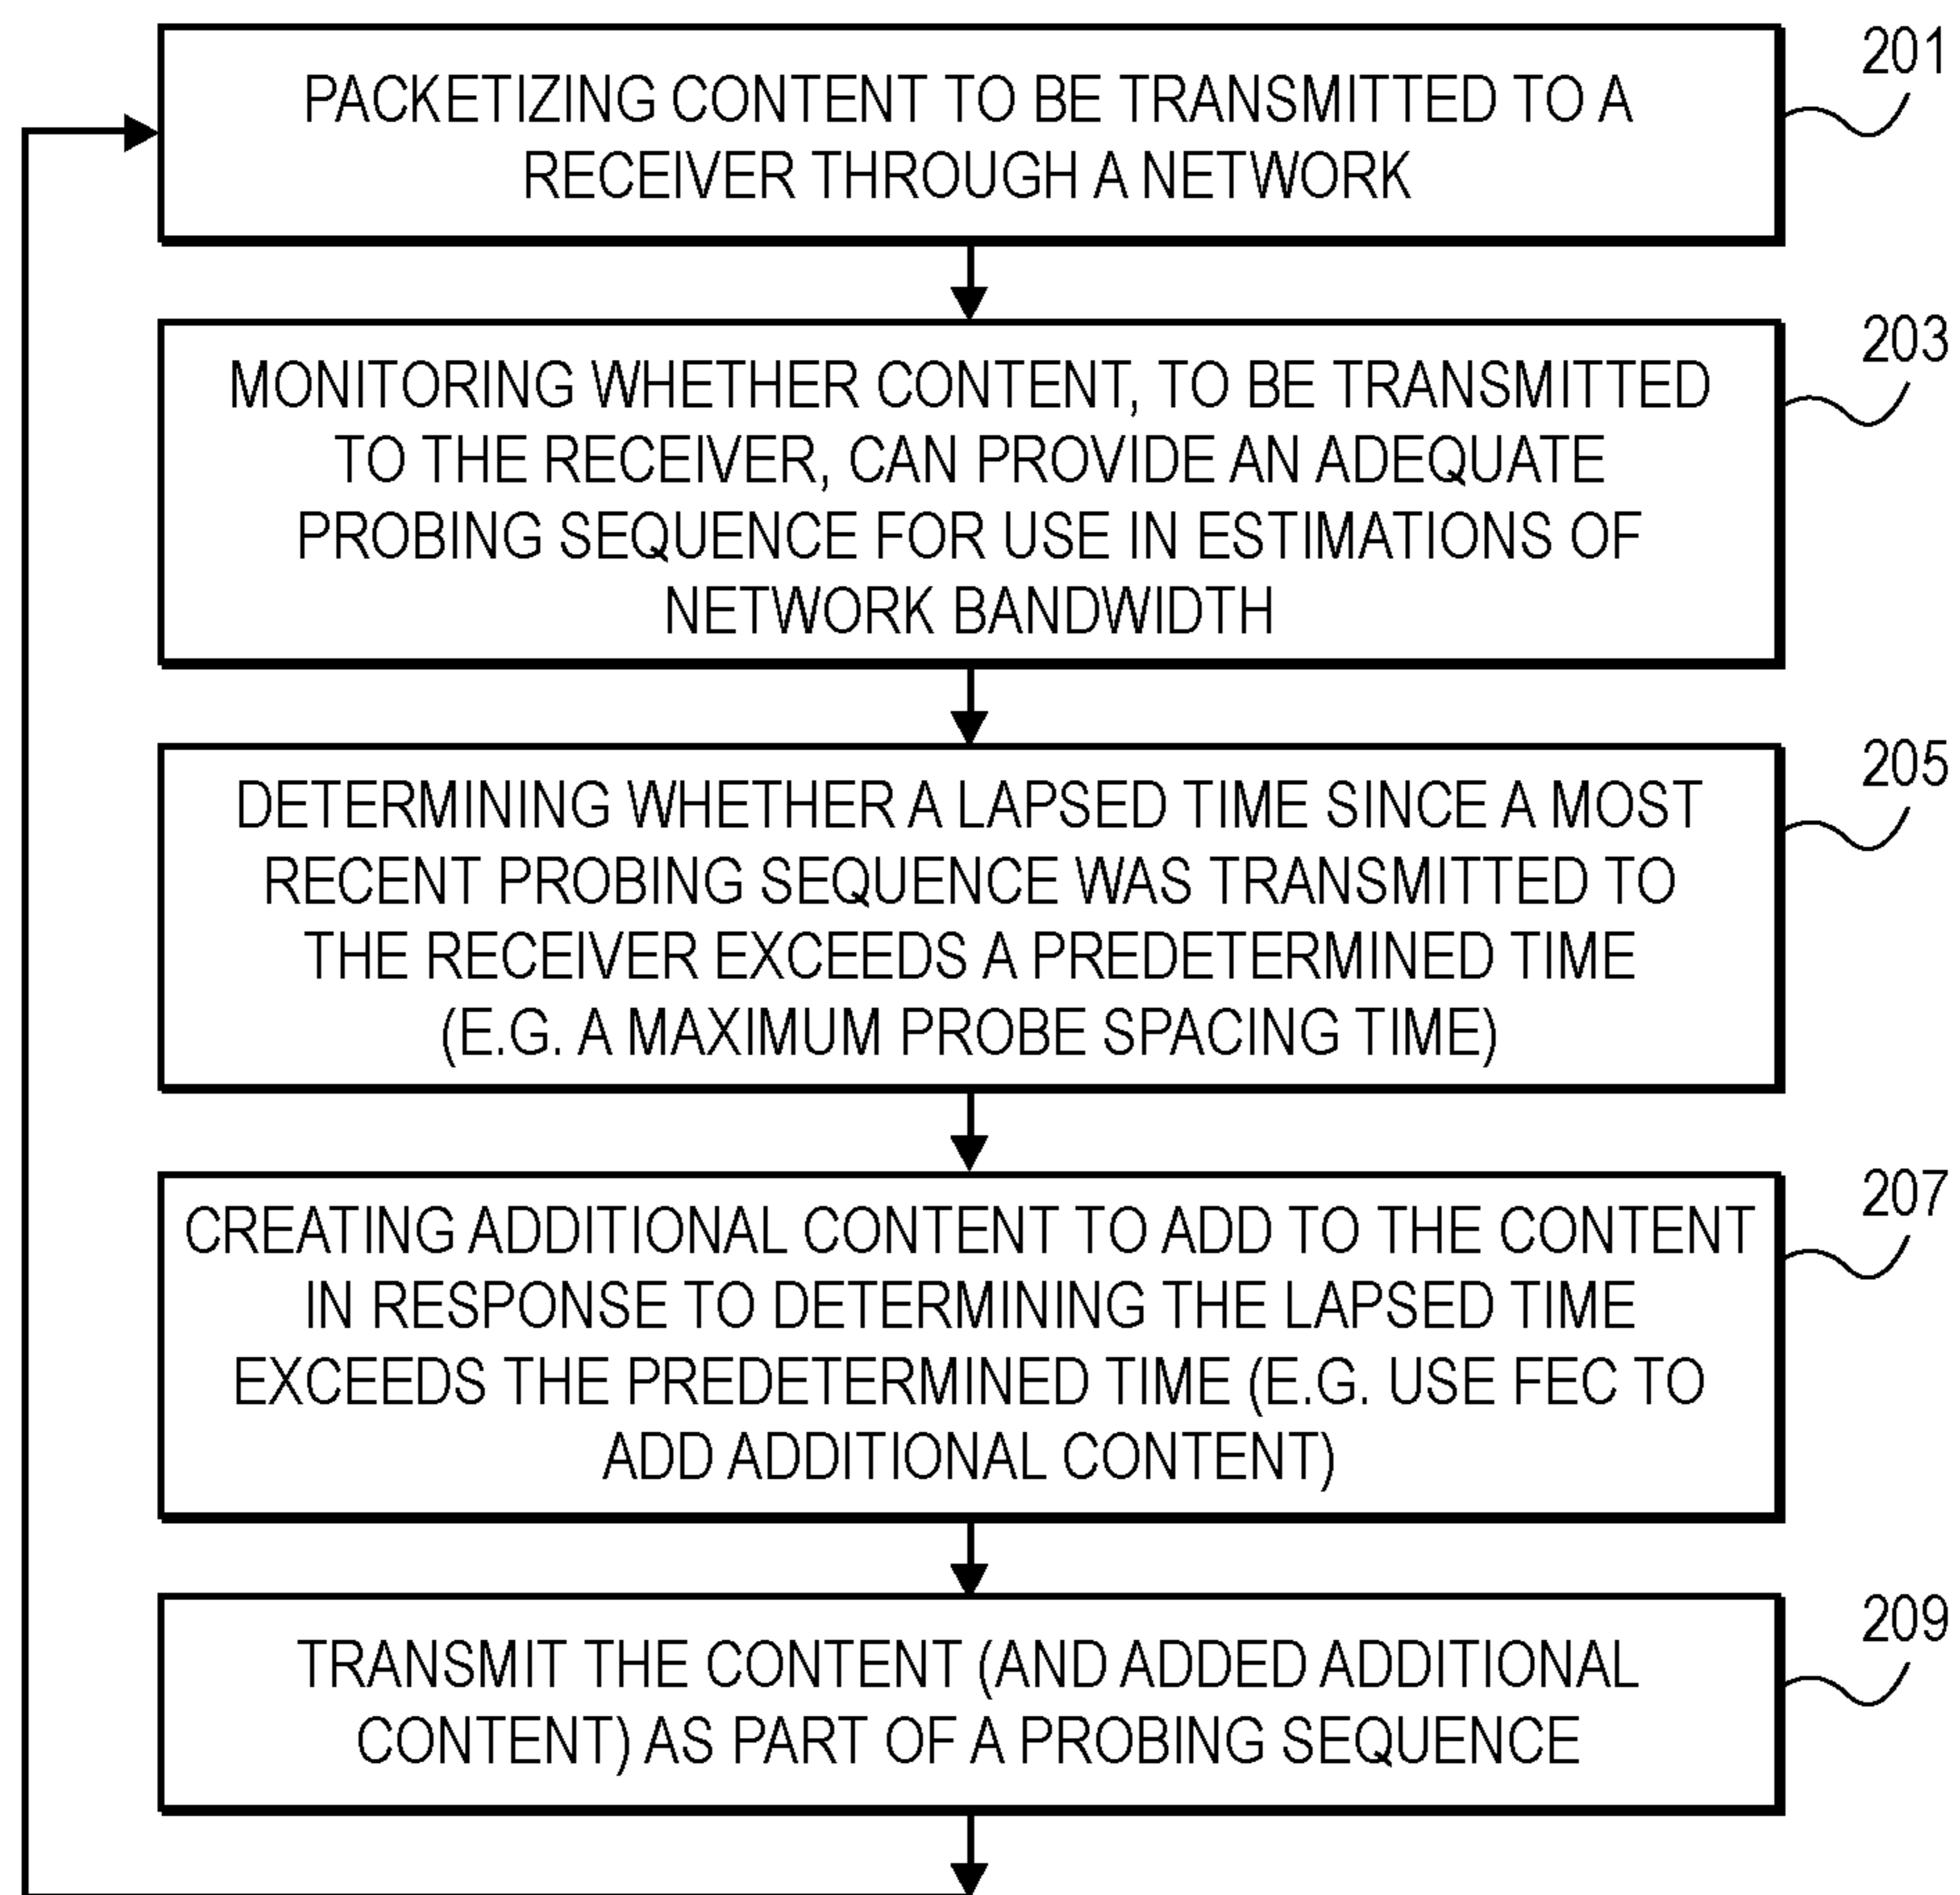 PACKETIZING CONTENT TO BE TRANSMITTED TO A
RECEIVER THROUGH A NETWORK
201
MONITORING WHETHER CONTENT, TO BE TRANSMITTED
TO THE RECEIVER, CAN PROVIDE AN ADEQUATE
PROBING SEQUENCE FOR USE IN ESTIMATIONS OF
NETWORK BANDWIDTH
203
DETERMINING WHETHER A LAPSED TIME SINCE A MOST
RECENT PROBING SEQUENCE WAS TRANSMITTED TO
THE RECEIVER EXCEEDS A PREDETERMINED TIME
(E.G. A MAXIMUM PROBE SPACING TIME)
205
CREATING ADDITIONAL CONTENT TO ADD TO THE CONTENT
IN RESPONSE TO DETERMINING THE LAPSED TIME
EXCEEDS THE PREDETERMINED TIME (E.G. USE FEC TO
ADD ADDITIONAL CONTENT)
207
TRANSMIT THE CONTENT (AND ADDED ADDITIONAL
CONTENT) AS PART OF A PROBING SEQUENCE
209